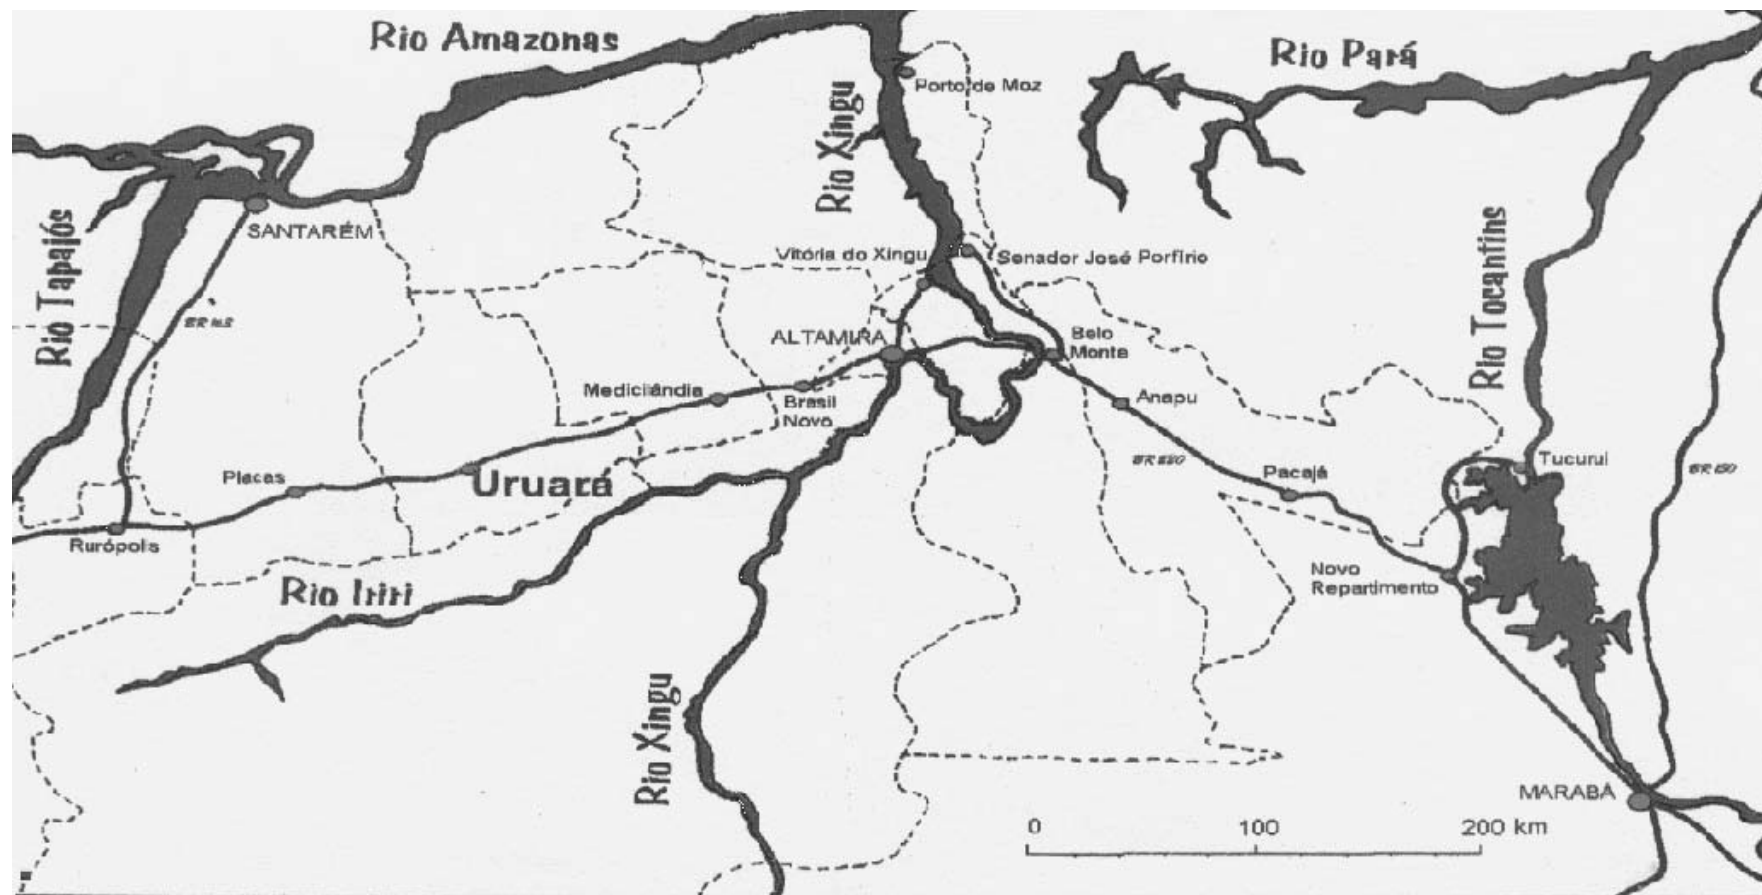 Rio Amazonas
Rio Pará
Porto de Moz
Rio Xingu
SANTARÉM
Rio Tapajós
Vitória do Xingu
Senador José Porfírio
Rio Tocantins
ALTAMIRA
Belo
Monte
Medicilândia
Brasil
Novo
Anapu
Placas
Uruará
Pacajá
Tucuruí
Rurópolis
Rio Iriri
Novo
Repartimento
Rio Xingu
MARABÁ
0 100 200 km